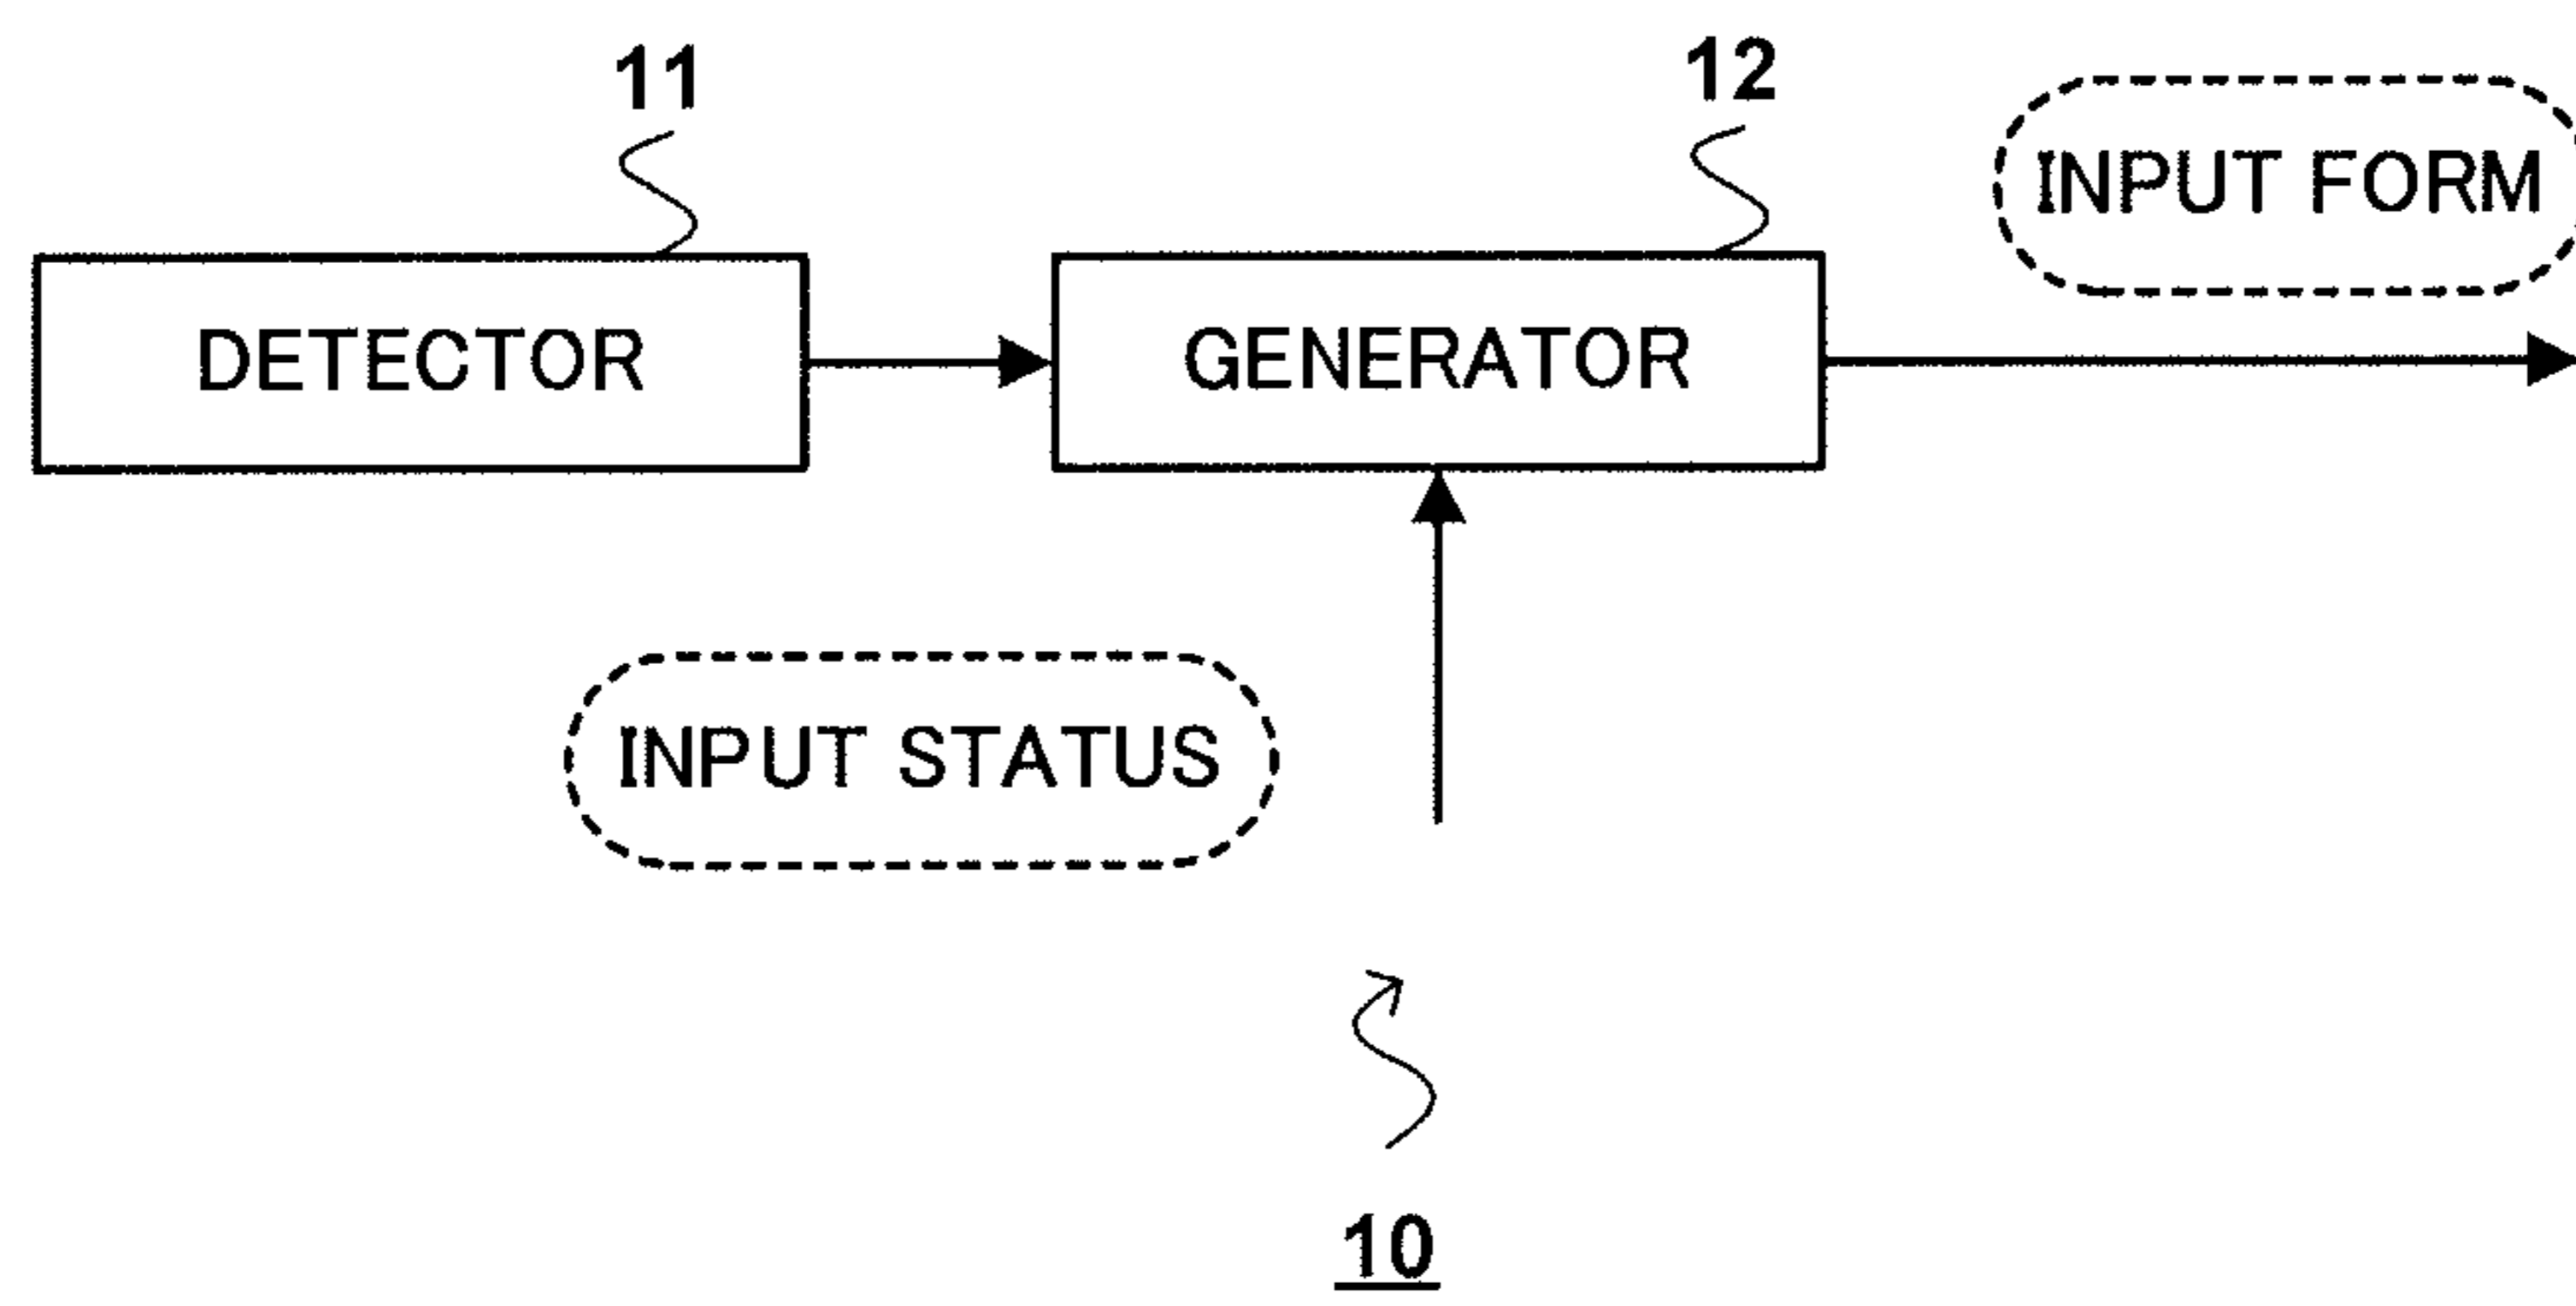 11
12
INPUT FORM
DETECTOR
GENERATOR
INPUT STATUS
10